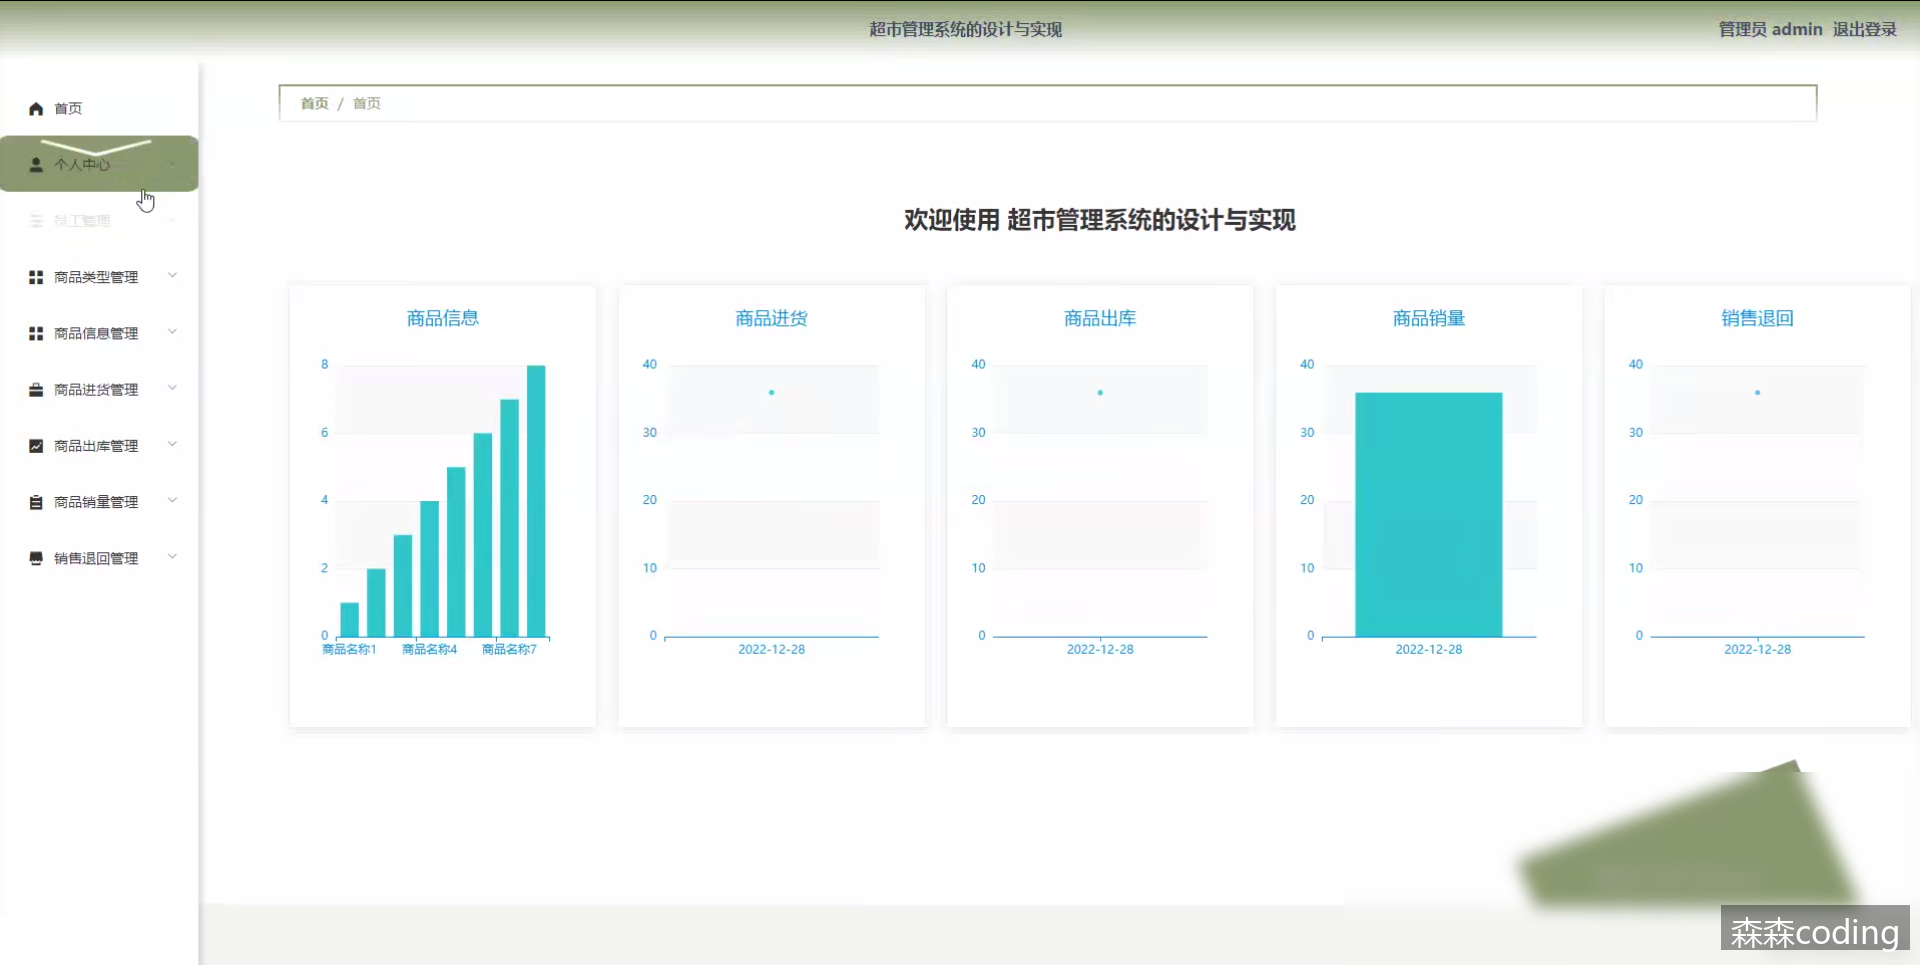 超市管理系统的设计与实现
管理员 admin 退出登录
首页
个人中心
员工管理
商品类型管理
商品信息管理
商品进货管理
商品出库管理
商品销量管理
销售退回管理
首页 / 首页
欢迎使用 超市管理系统的设计与实现
商品信息
8
6
4
2
0
商品名称1 商品名称4 商品名称7
商品进货
40
30
20
10
0
2022-12-28
商品出库
40
30
20
10
0
2022-12-28
商品销量
40
30
20
10
0
2022-12-28
销售退回
40
30
20
10
0
2022-12-28
森森coding